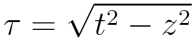 τ = √(t² − z²)